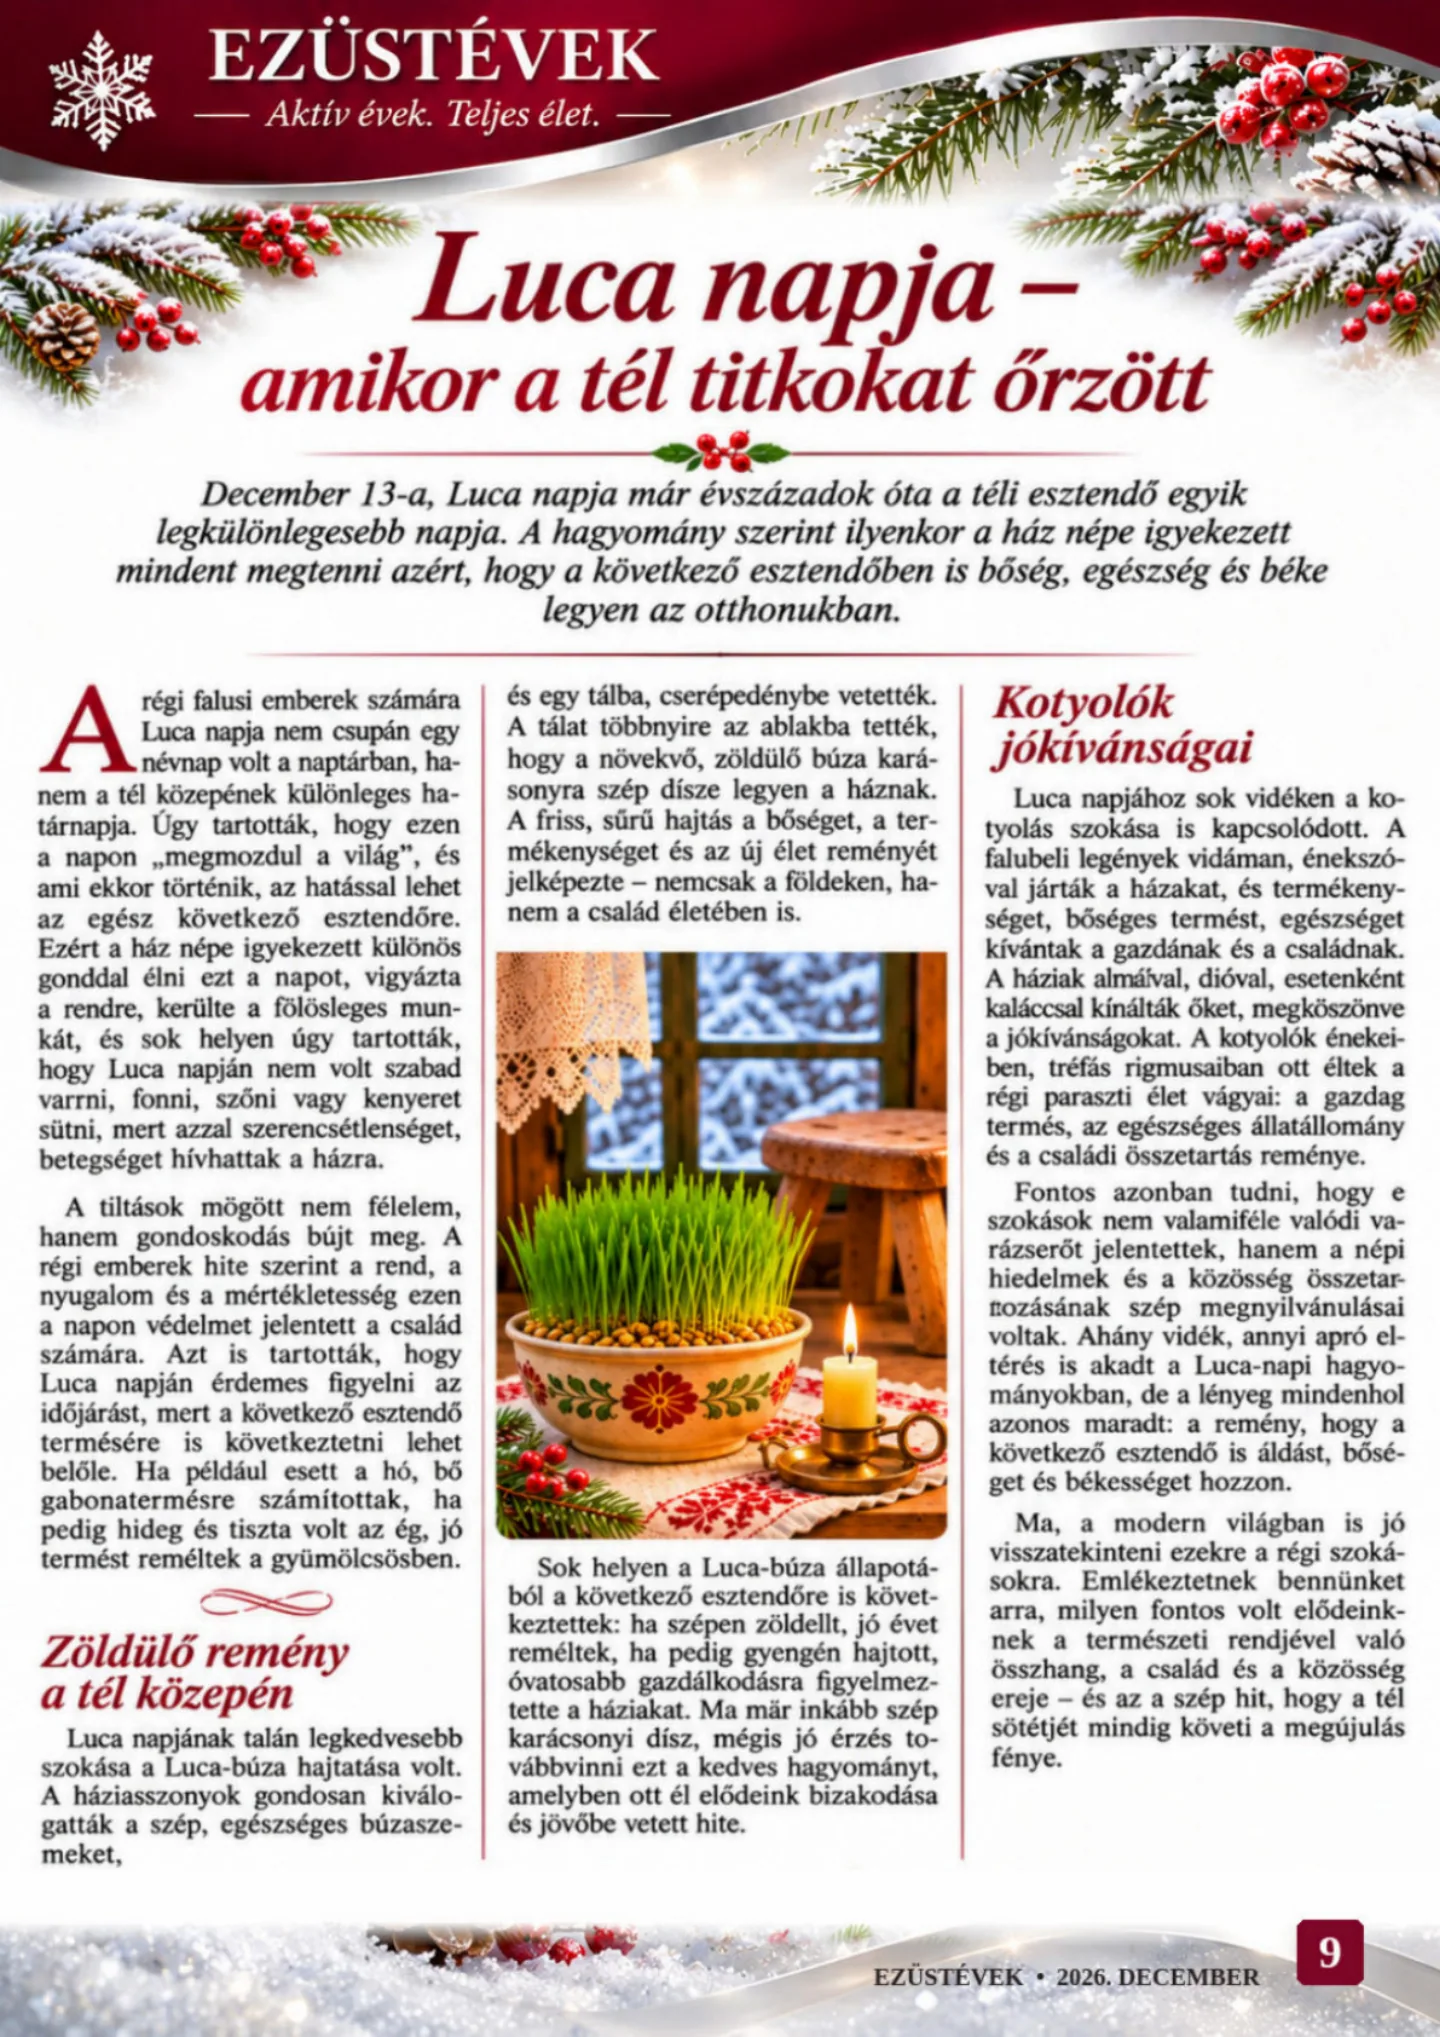 EZÜSTÉVEK
Aktív évek. Teljes élet.
Luca napja –
amikor a tél titkokat őrzött
December 13-a, Luca napja már évszázadok óta a téli esztendő egyik
legkülönlegesebb napja. A hagyomány szerint ilyenkor a ház népe igyekezett
mindent megtenni azért, hogy a következő esztendőben is bőség, egészség és béke
legyen az otthonukban.
A régi falusi emberek számára
Luca napja nem csupán egy
névnap volt a naptárban, ha-
nem a tél közepének különleges ha-
tárnapja. Úgy tartották, hogy ezen
a napon „megmozdul a világ”, és
ami ekkor történik, az hatással lehet
az egész következő esztendőre.
Ezért a ház népe igyekezett különös
gonddal élni ezt a napot, vigyázta
a rendre, kerülte a fölösleges mun-
kát, és sok helyen úgy tartották,
hogy Luca napján nem volt szabad
varrni, fonni, szőni vagy kenyeret
sütni, mert azzal szerencsétlenséget,
betegséget hívhattak a házra.
A tiltások mögött nem félelem,
hanem gondoskodás bújt meg. A
régi emberek hite szerint a rend, a
nyugalom és a mértékletesség ezen
a napon védelmet jelentett a család
számára. Azt is tartották, hogy
Luca napján érdemes figyelni az
időjárást, mert a következő esztendő
termésére is következtetni lehet
belőle. Ha például esett a hó, bő
gabonatermésre számítottak, ha
pedig hideg és tiszta volt az ég, jó
termést reméltek a gyümölcsösben.
Zöldülő remény
a tél közepén
Luca napjának talán legkedvesebb
szokása a Luca-búza hajtatása volt.
A háziasszonyok gondosan kiválo-
gatták a szép, egészséges búzasze-
meket,
és egy tálba, cserépedénybe vetették.
A tálat többnyire az ablakba tették,
hogy a növekvő, zöldülő búza kará-
sonyra szép dísze legyen a háznak.
A friss, sűrű hajtás a bőséget, a ter-
mékenységet és az új élet reményét
jelképezte – nemcsak a földeken, ha-
nem a család életében is.
Sok helyen a Luca-búza állapotá-
ból a következő esztendőre is követ-
keztettek: ha szépen zöldellt, jó évet
reméltek, ha pedig gyengén hajtott,
óvatosabb gazdálkodásra figyelmez-
tette a háziakat. Ma már inkább szép
karácsonyi dísz, mégis jó érzés to-
vábbvinni ezt a kedves hagyományt,
amelyben ott él elődeink bizakodása
és jövőbe vetett hite.
Kotyolók
jókívánságai
Luca napjához sok vidéken a ko-
tyolás szokása is kapcsolódott. A
falubeli legények vidáman, énekszó-
val járták a házakat, és termékeny-
séget, bőséges termést, egészséget
kívántak a gazdának és a családnak.
A háziak almával, dióval, esetenként
kaláccsal kínálták őket, megköszönve
a jókívánságokat. A kotyolók énekei-
ben, tréfás rigmusaiban ott éltek a
régi paraszti élet vágyai: a gazdag
termés, az egészséges állatállomány
és a családi összetartás reménye.
Fontos azonban tudni, hogy e
szokások nem valamiféle valódi va-
rázserőt jelentettek, hanem a népi
hiedelmek és a közösség összetar-
tozásának szép megnyilvánulásai
voltak. Ahány vidék, annyi apró el-
térés is akadt a Luca-napi hagyo-
mányokban, de a lényeg mindenhol
azonos maradt: a remény, hogy a
következő esztendő is áldást, bősé-
get és békességet hozzon.
Ma, a modern világban is jó
visszatekinteni ezekre a régi szoká-
sokra. Emlékeztetnek bennünket
arra, milyen fontos volt elődeink-
nek a természeti rendjével való
összhang, a család és a közösség
ereje – és az a szép hit, hogy a tél
sötétjét mindig követi a megújulás
fénye.
EZÜSTÉVEK • 2026. DECEMBER
9